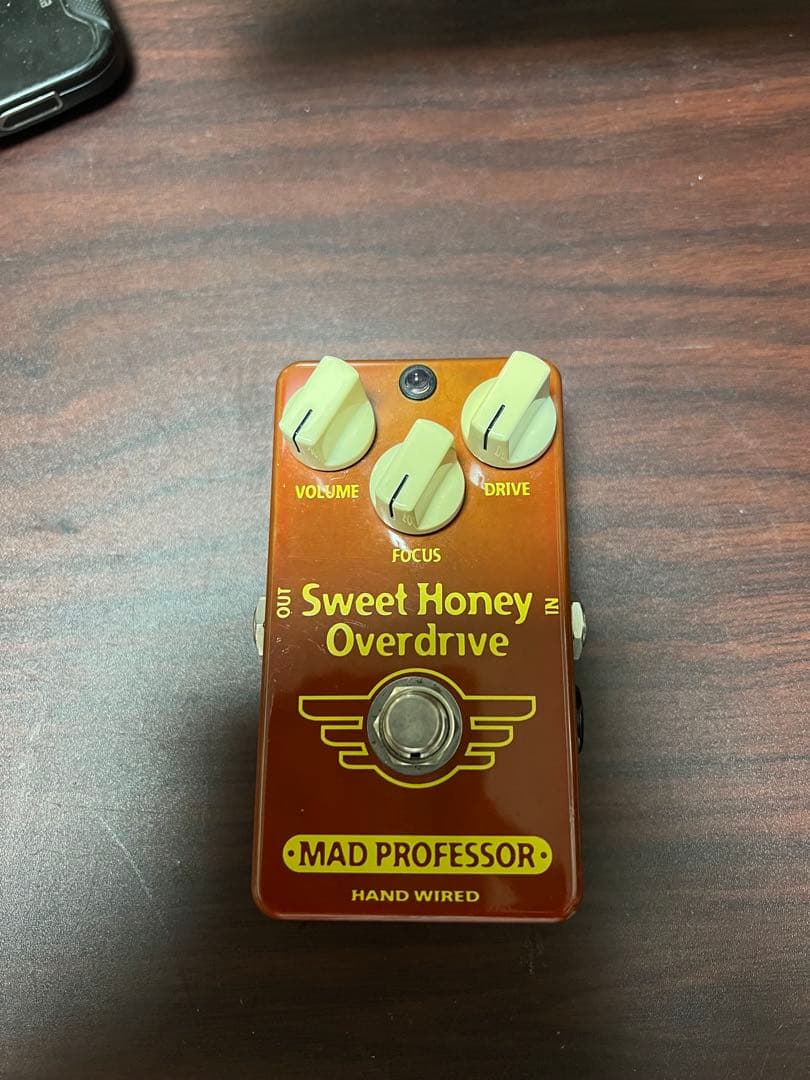 VOLUME
DRIVE
FOCUS
OUT
Sweet Honey
IN
Overdrive
•MAD PROFESSOR•
HAND WIRED